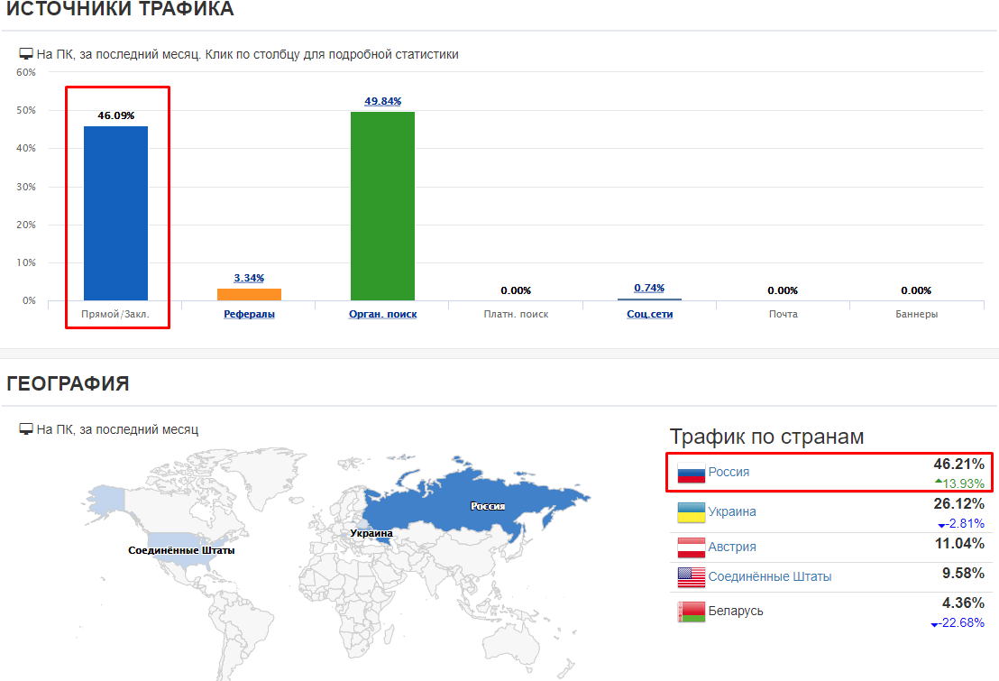 ИСТОЧНИКИ ТРАФИКА
На ПК, за последний месяц. Клик по столбцу для подробной статистики
60%
50%
40%
30%
20%
10%
0%
46.09%
3.34%
49.84%
0.00%
0.74%
0.00%
0.00%
Прямой/Закл.
Рефералы
Орган. поиск
Платн. поиск
Соц.сети
Почта
Баннеры
ГЕОГРАФИЯ
На ПК, за последний месяц
Россия
Украина
Соединённые Штаты
Трафик по странам
Россия 46.21%
13.93%
Украина 26.12%
-2.81%
Австрия 11.04%
Соединённые Штаты 9.58%
Беларусь 4.36%
-22.68%